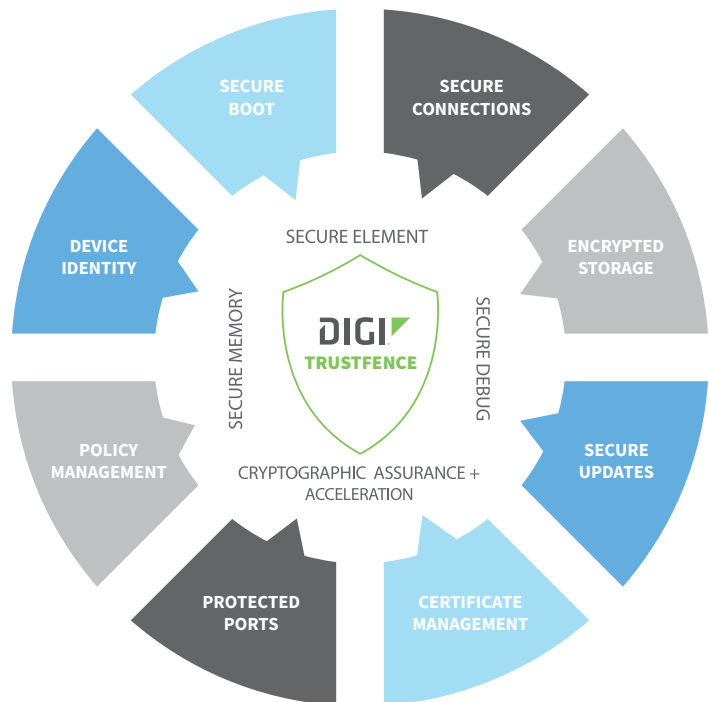 SECURE
BOOT
SECURE
CONNECTIONS
DEVICE
IDENTITY
ENCRYPTED
STORAGE
SECURE ELEMENT
SECURE MEMORY
DIGI
TRUSTFENCE
SECURE DEBUG
CRYPTOGRAPHIC ASSURANCE +
ACCELERATION
POLICY
MANAGEMENT
SECURE
UPDATES
PROTECTED
PORTS
CERTIFICATE
MANAGEMENT